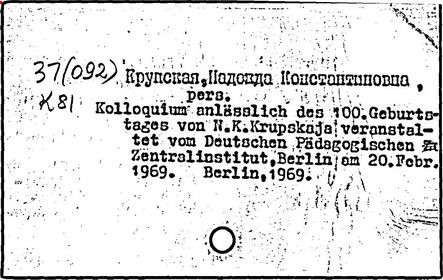 37(092)
К81
Крупская,Надежда Константиновна,
pers.
Kolloquium anlässlich des 100.Geburts-
tages von N.K.Krupskaja veranstal-
tet vom Deutschen Pädagogischen
Zentralinstitut,Berlin am 20.Febr.
1969. Berlin,1969.